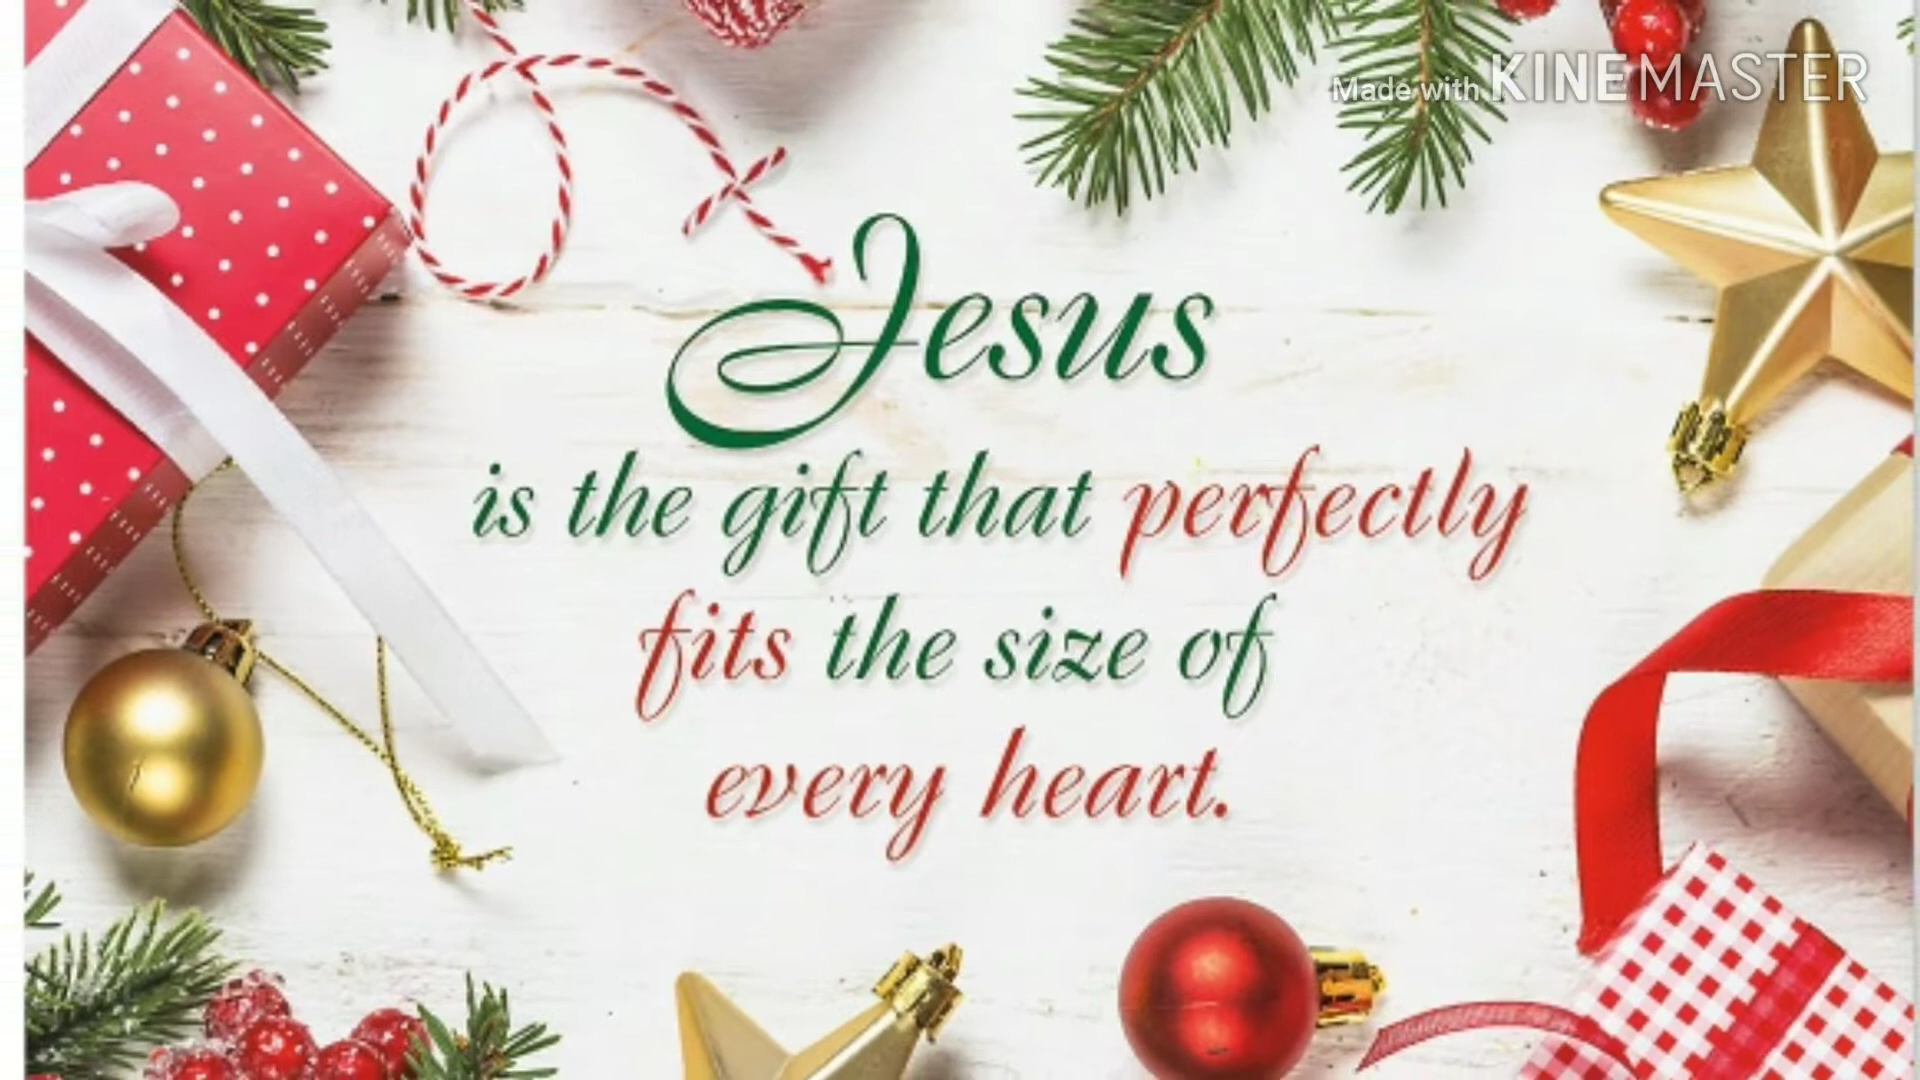 Made with KINEMASTER
Jesus
is the gift that perfectly
fits the size of
every heart.